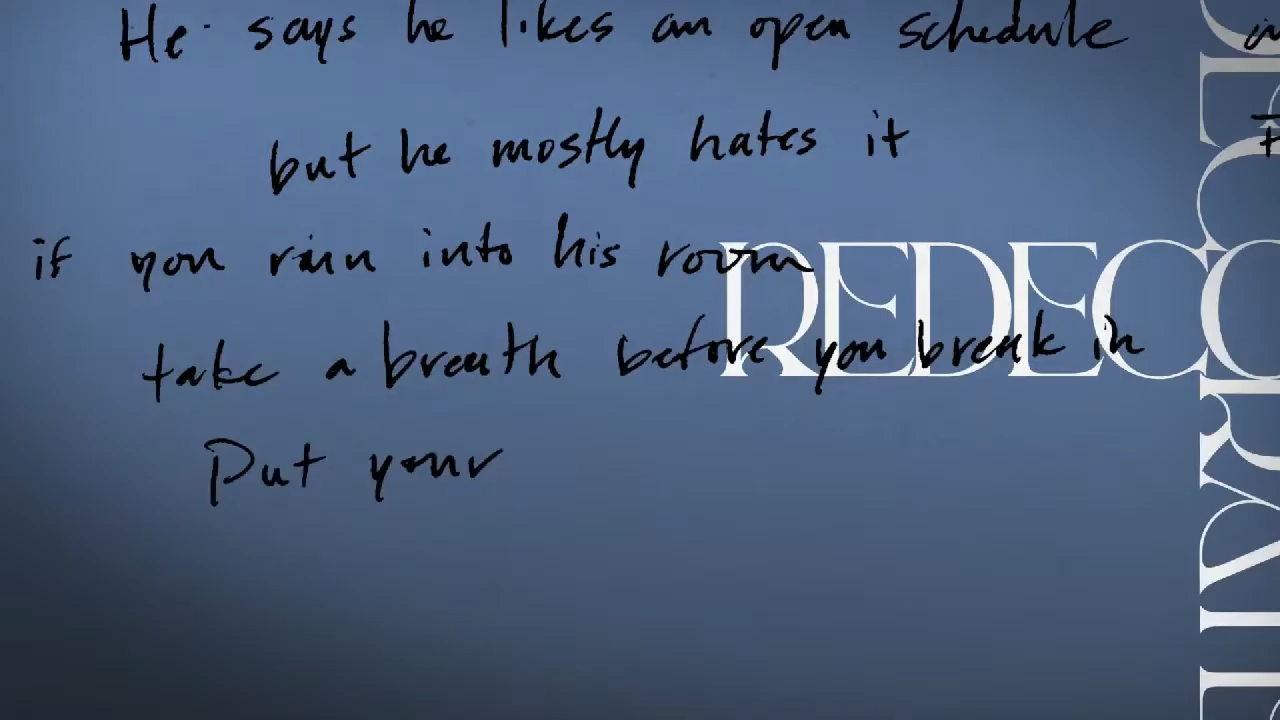 He says he likes an open schedule
but he mostly hates it
if you run into his room
take a breath before you break in
Put your
REDECO